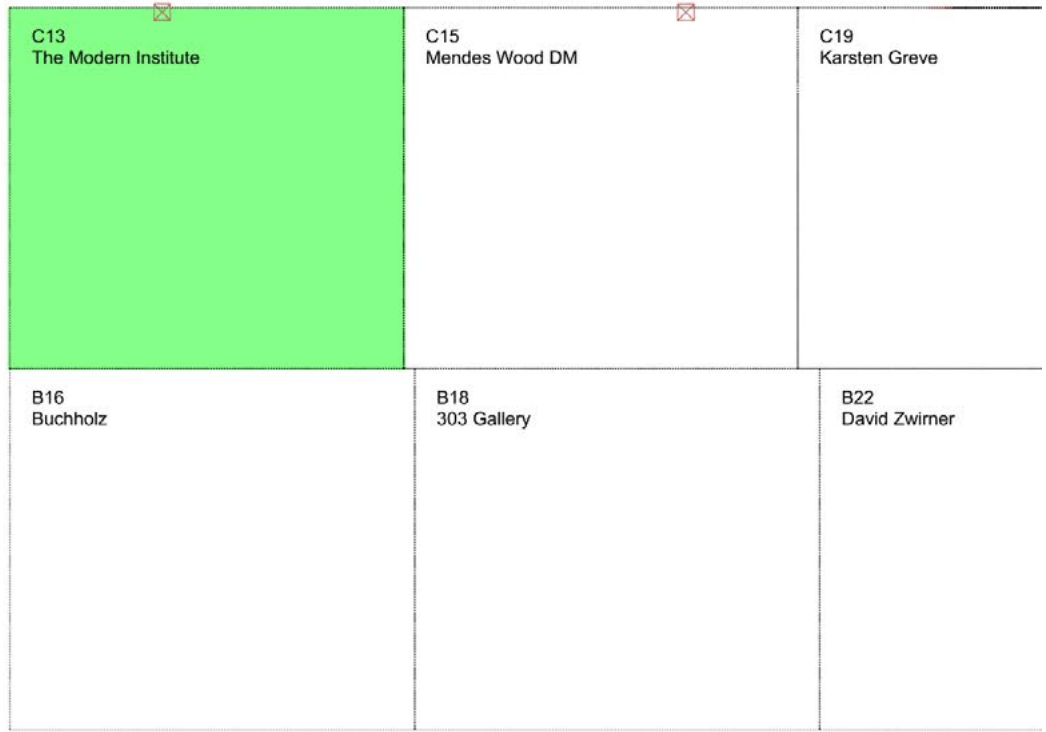 C13
The Modern Institute
C15
Mendes Wood DM
C19
Karsten Greve
B16
Buchholz
B18
303 Gallery
B22
David Zwirner